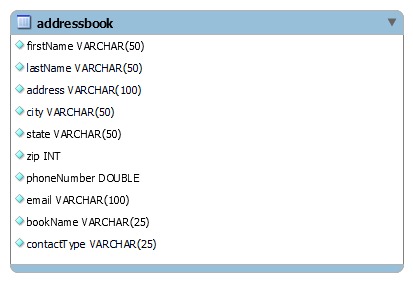 addressbook
firstName VARCHAR(50)
lastName VARCHAR(50)
address VARCHAR(100)
city VARCHAR(50)
state VARCHAR(50)
zip INT
phoneNumber DOUBLE
email VARCHAR(100)
bookName VARCHAR(25)
contactType VARCHAR(25)